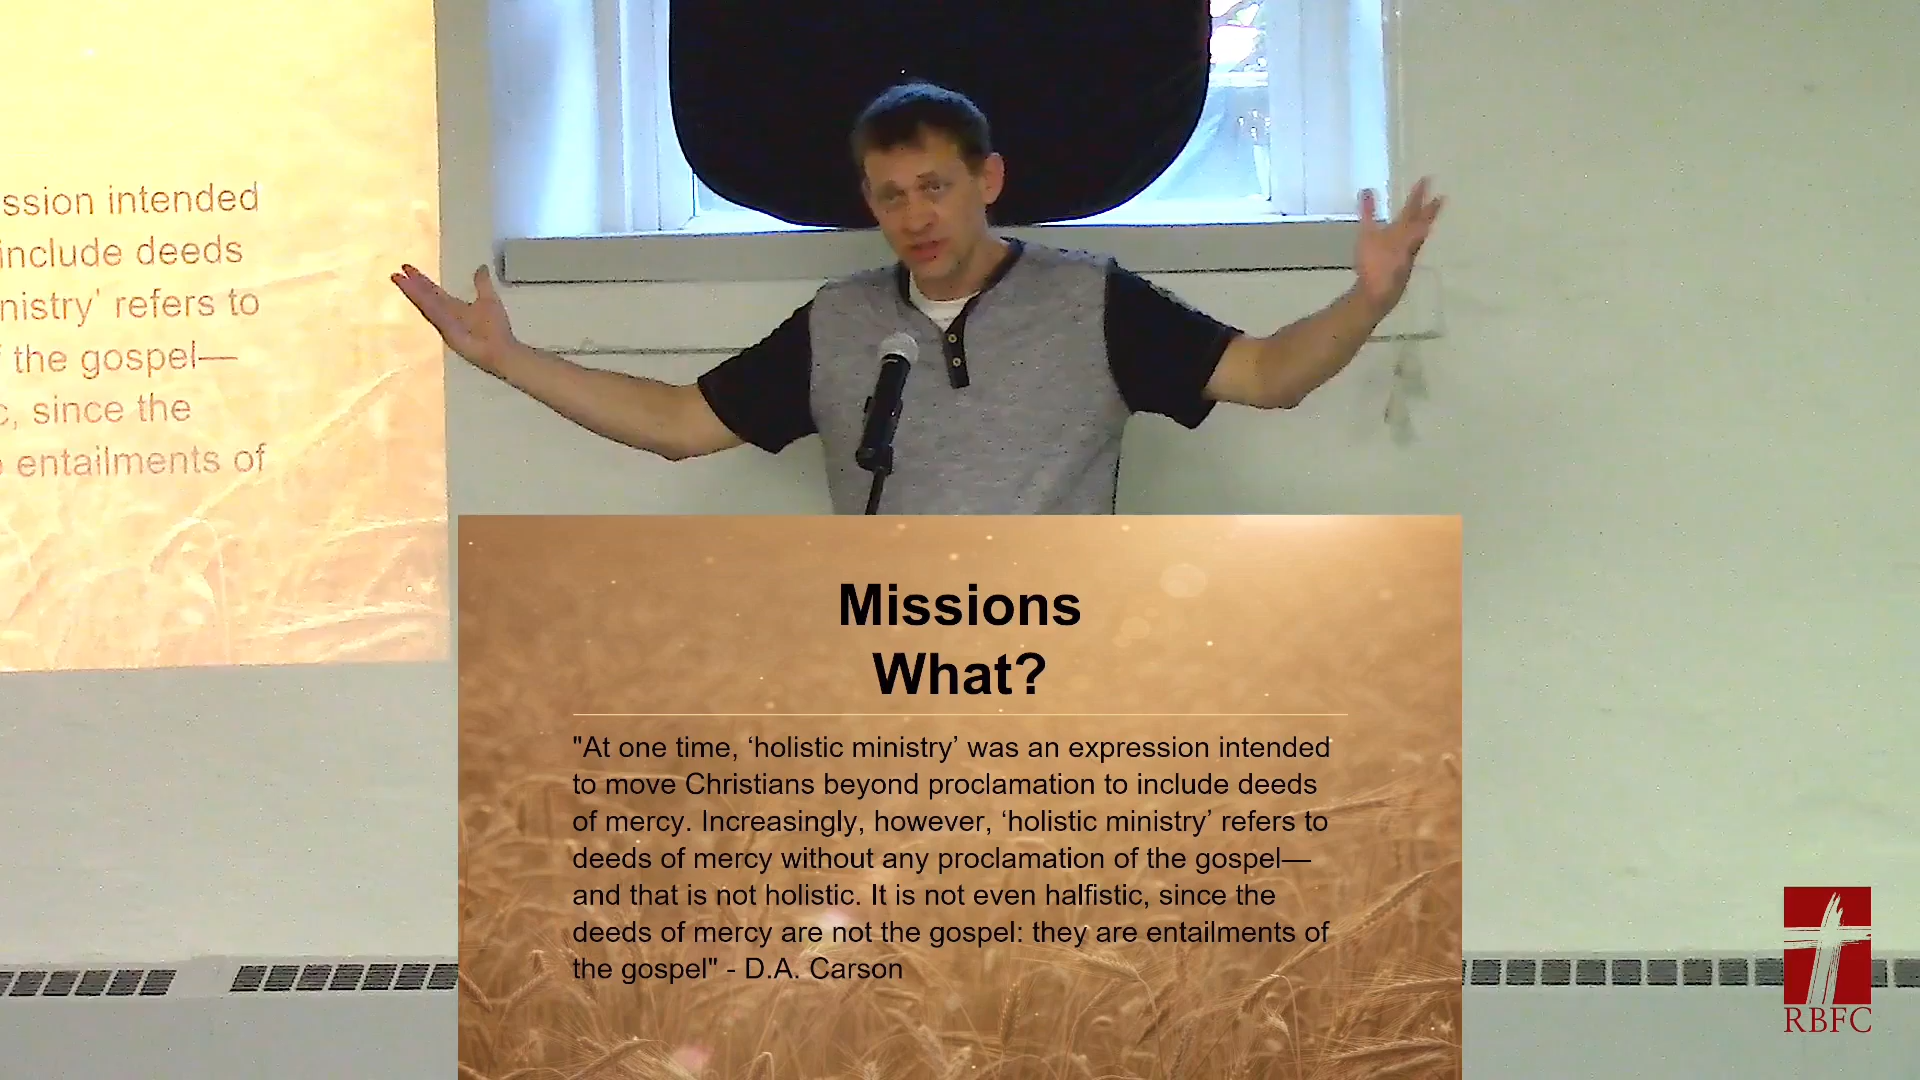 ssion intended
include deeds
nistry’ refers to
the gospel—
, since the
entailments of
Missions
What?
"At one time, ‘holistic ministry’ was an expression intended
to move Christians beyond proclamation to include deeds
of mercy. Increasingly, however, ‘holistic ministry’ refers to
deeds of mercy without any proclamation of the gospel—
and that is not holistic. It is not even halfistic, since the
deeds of mercy are not the gospel: they are entailments of
the gospel" - D.A. Carson
RBFC